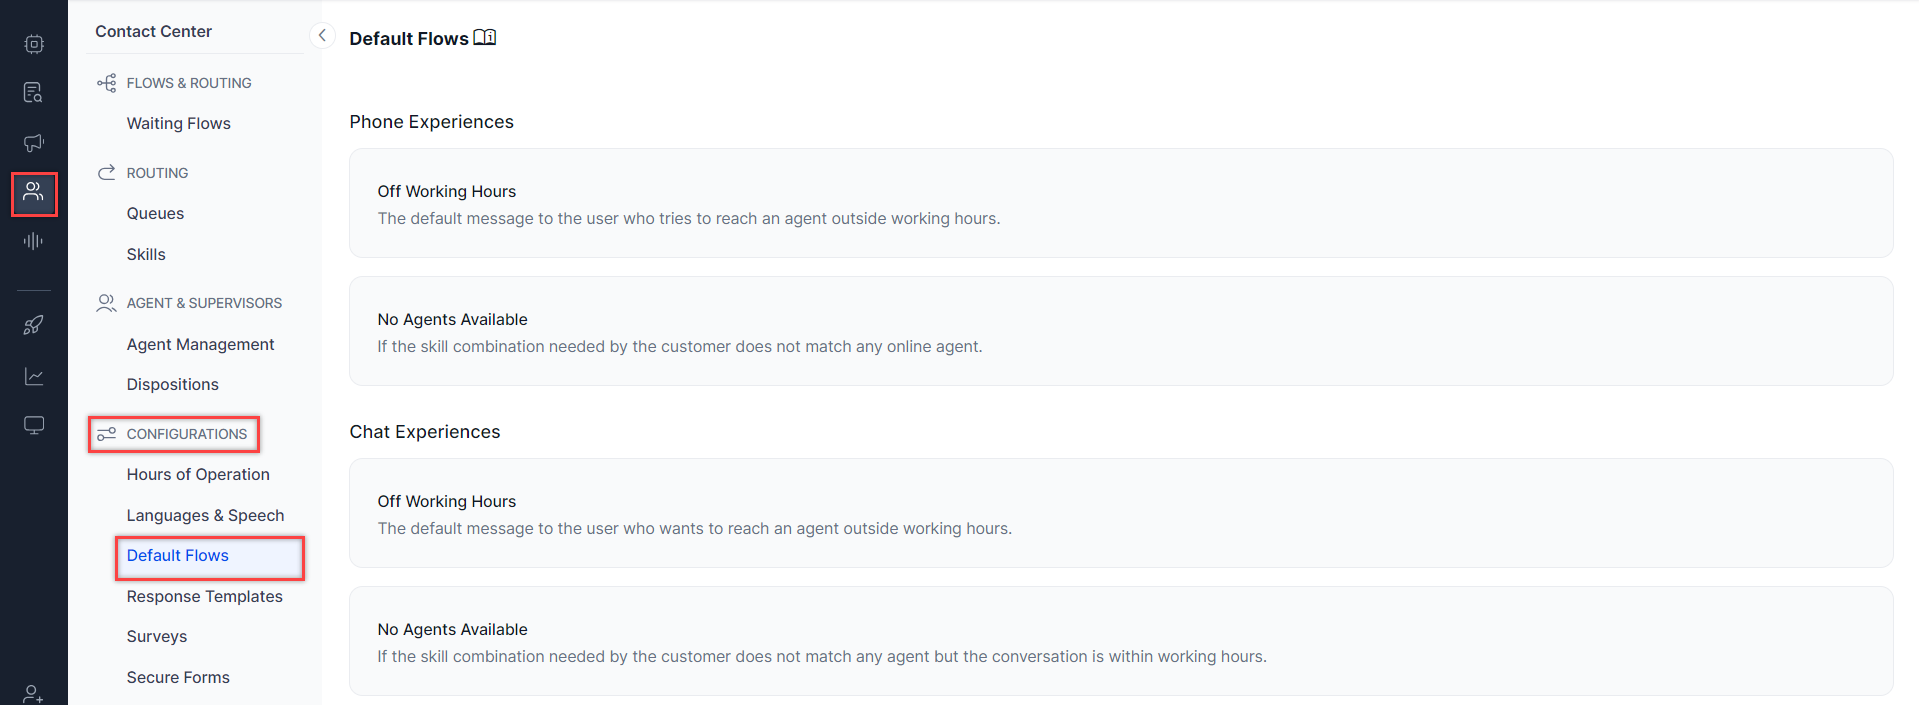 Contact Center
FLOWS & ROUTING
Waiting Flows
ROUTING
Queues
Skills
AGENT & SUPERVISORS
Agent Management
Dispositions
CONFIGURATIONS
Hours of Operation
Languages & Speech
Default Flows
Response Templates
Surveys
Secure Forms
Default Flows
Phone Experiences
Off Working Hours
The default message to the user who tries to reach an agent outside working hours.
No Agents Available
If the skill combination needed by the customer does not match any online agent.
Chat Experiences
Off Working Hours
The default message to the user who wants to reach an agent outside working hours.
No Agents Available
If the skill combination needed by the customer does not match any agent but the conversation is within working hours.